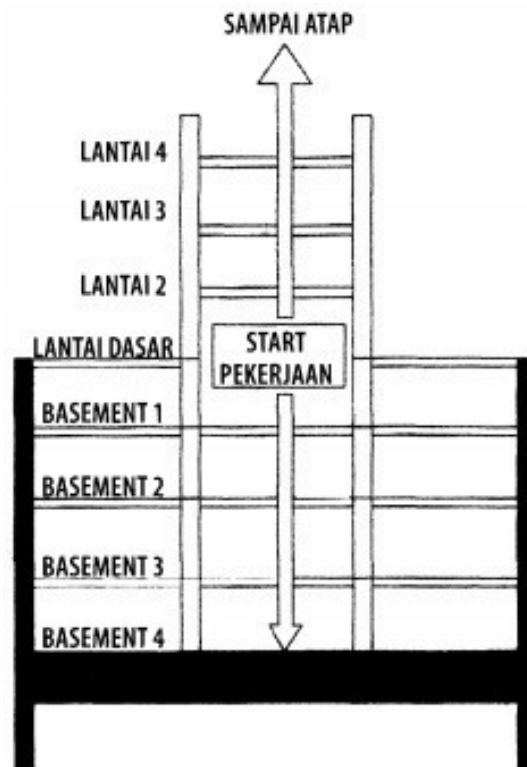 SAMPAI ATAP
LANTAI 4
LANTAI 3
LANTAI 2
LANTAI DASAR
START
PEKERJAAN
BASEMENT 1
BASEMENT 2
BASEMENT 3
BASEMENT 4